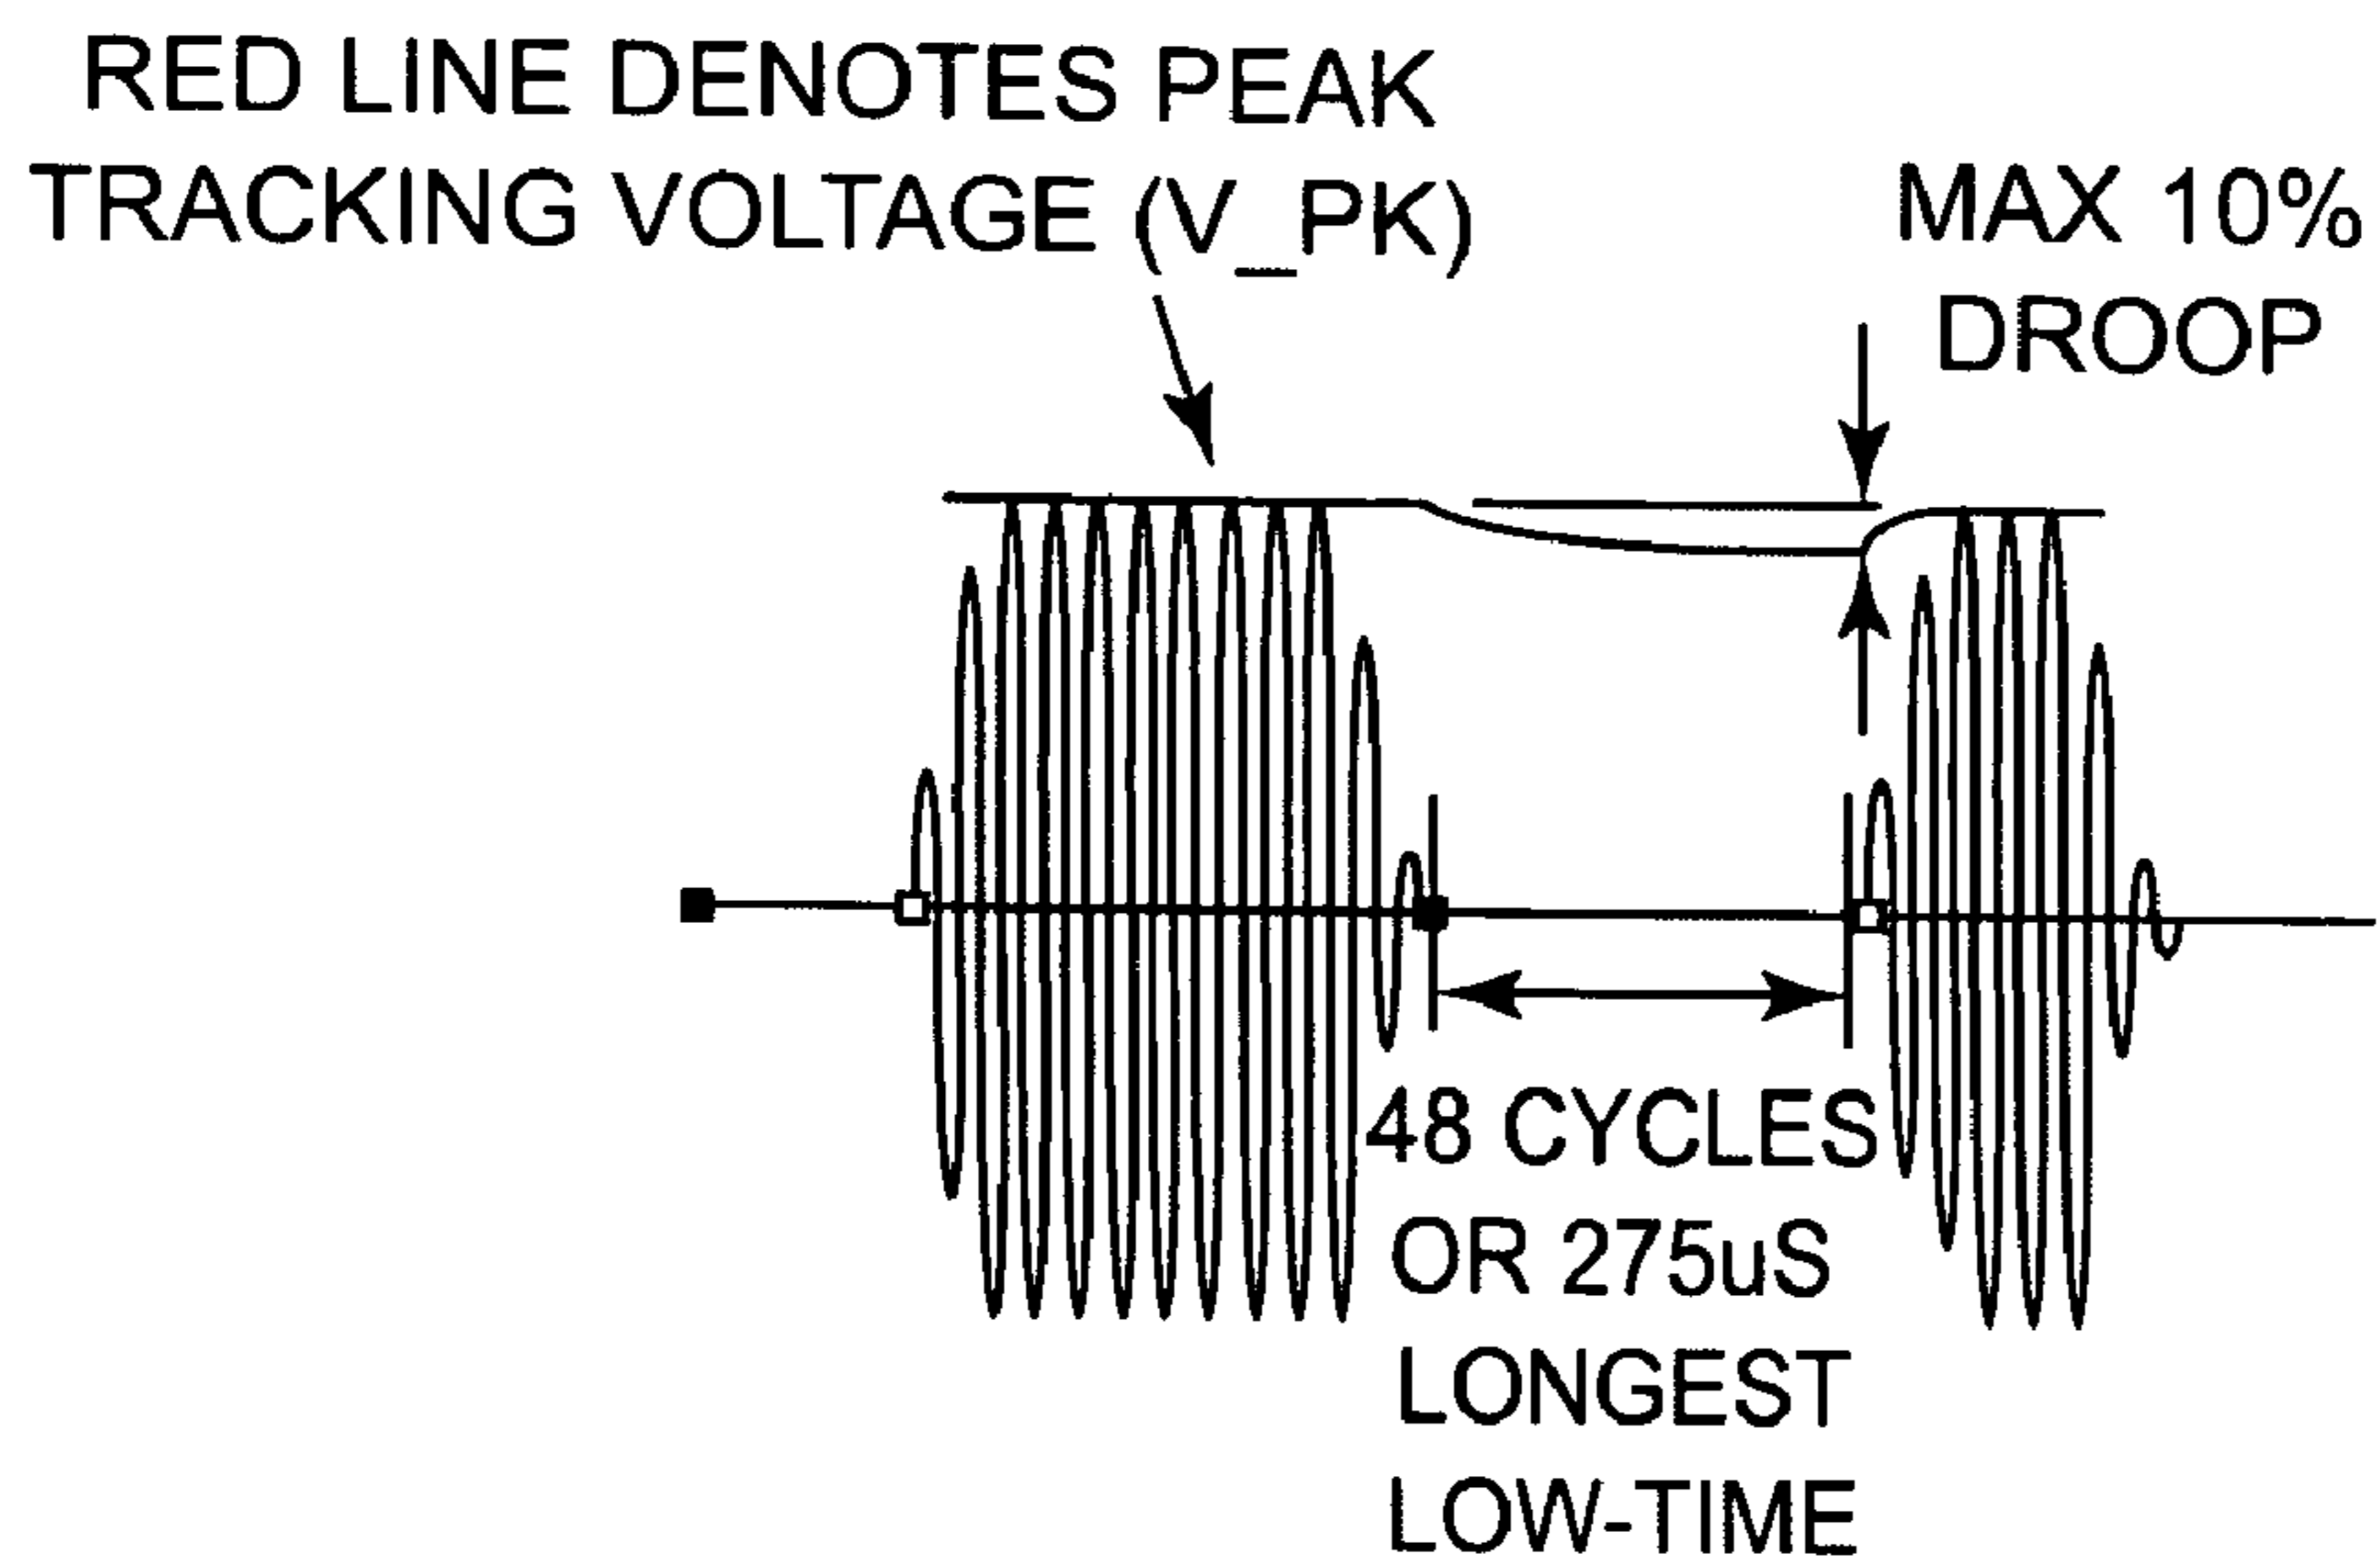 RED LINE DENOTES PEAK
TRACKING VOLTAGE (V_PK)
MAX 10%
DROOP
48 CYCLES
OR 275uS
LONGEST
LOW-TIME